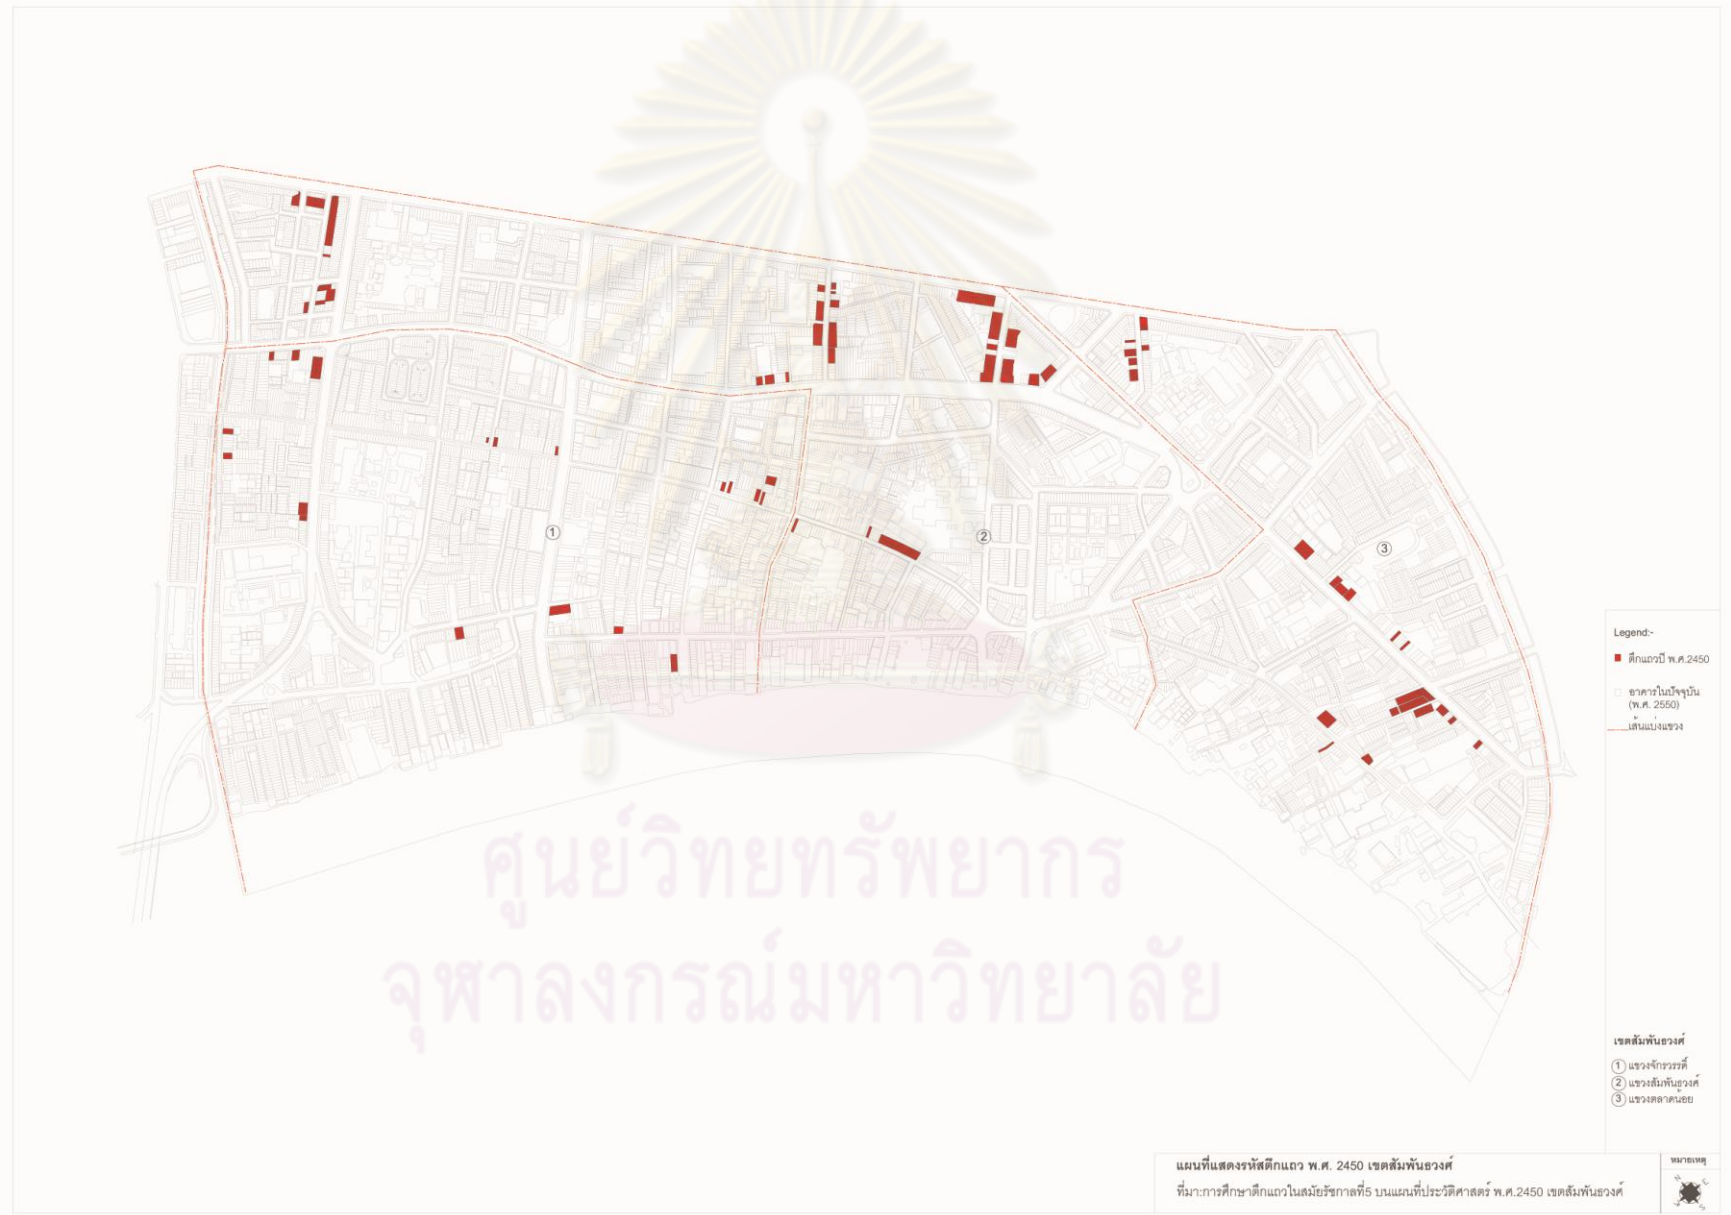 1
2
3
Legend:-
ตึกแถวปี พ.ศ.2450
อาคารในปัจจุบัน
(พ.ศ. 2550)
เส้นแบ่งแขวง
ศูนย์วิทยทรัพยากร
จุฬาลงกรณ์มหาวิทยาลัย
เขตสัมพันธวงศ์
1 แขวงจักรวรรดิ์
2 แขวงสัมพันธวงศ์
3 แขวงตลาดน้อย
แผนที่แสดงรหัสตึกแถว พ.ศ. 2450 เขตสัมพันธวงศ์
ที่มา:การศึกษาตึกแถวในสมัยรัชกาลที่5 บนแผนที่ประวัติศาสตร์ พ.ศ.2450 เขตสัมพันธวงศ์
หมายเหตุ
N
E
S